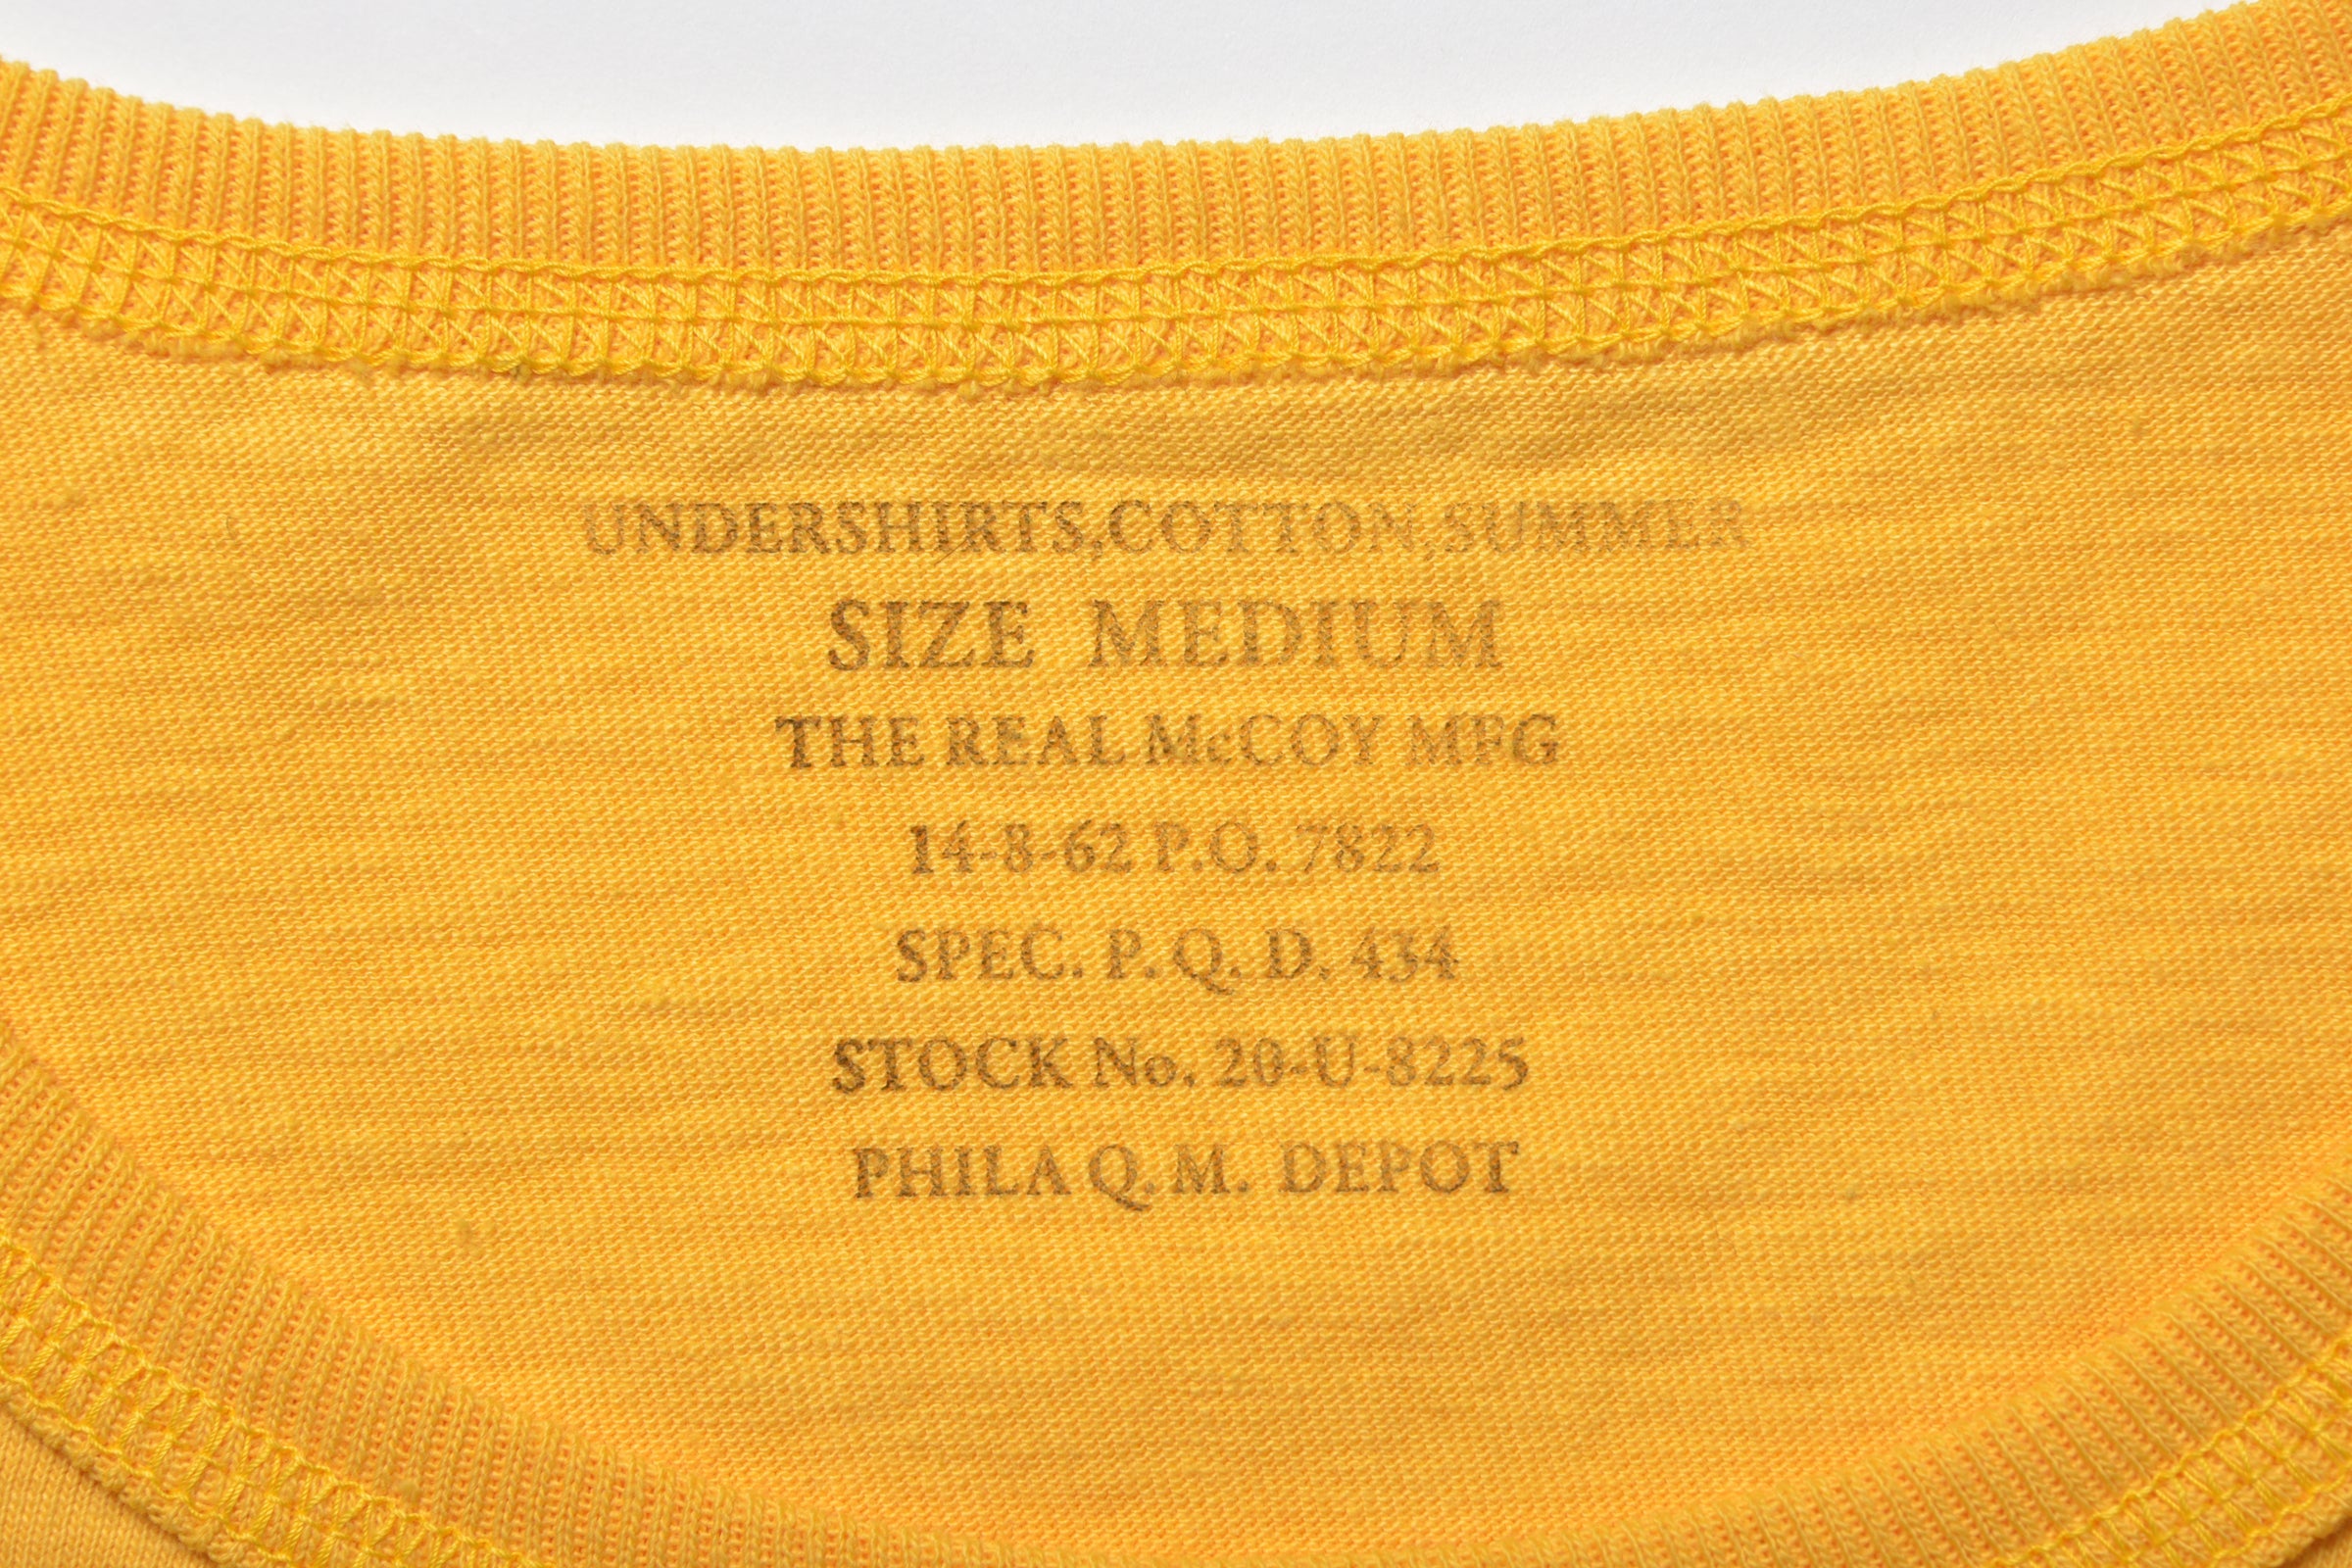 UNDERSHIRTS,COTTON,SUMMER
SIZE MEDIUM
THE REAL McCOY MFG
14-8-62 P.O. 7822
SPEC. P. Q. D. 434
STOCK No. 20-U-8225
PHILA Q. M. DEPOT